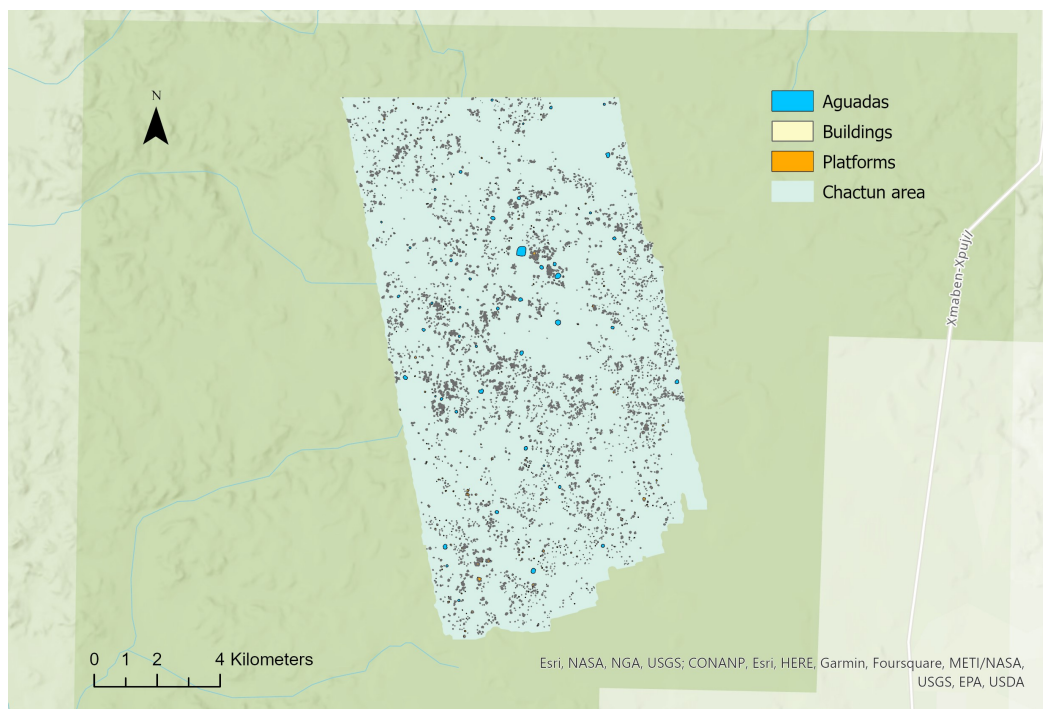 N
Aguadas
Buildings
Platforms
Chactun area
Xmaben-Xpujil
0 1 2 4 Kilometers
Esri, NASA, NGA, USGS; CONANP, Esri, HERE, Garmin, Foursquare, METI/NASA,
USGS, EPA, USDA